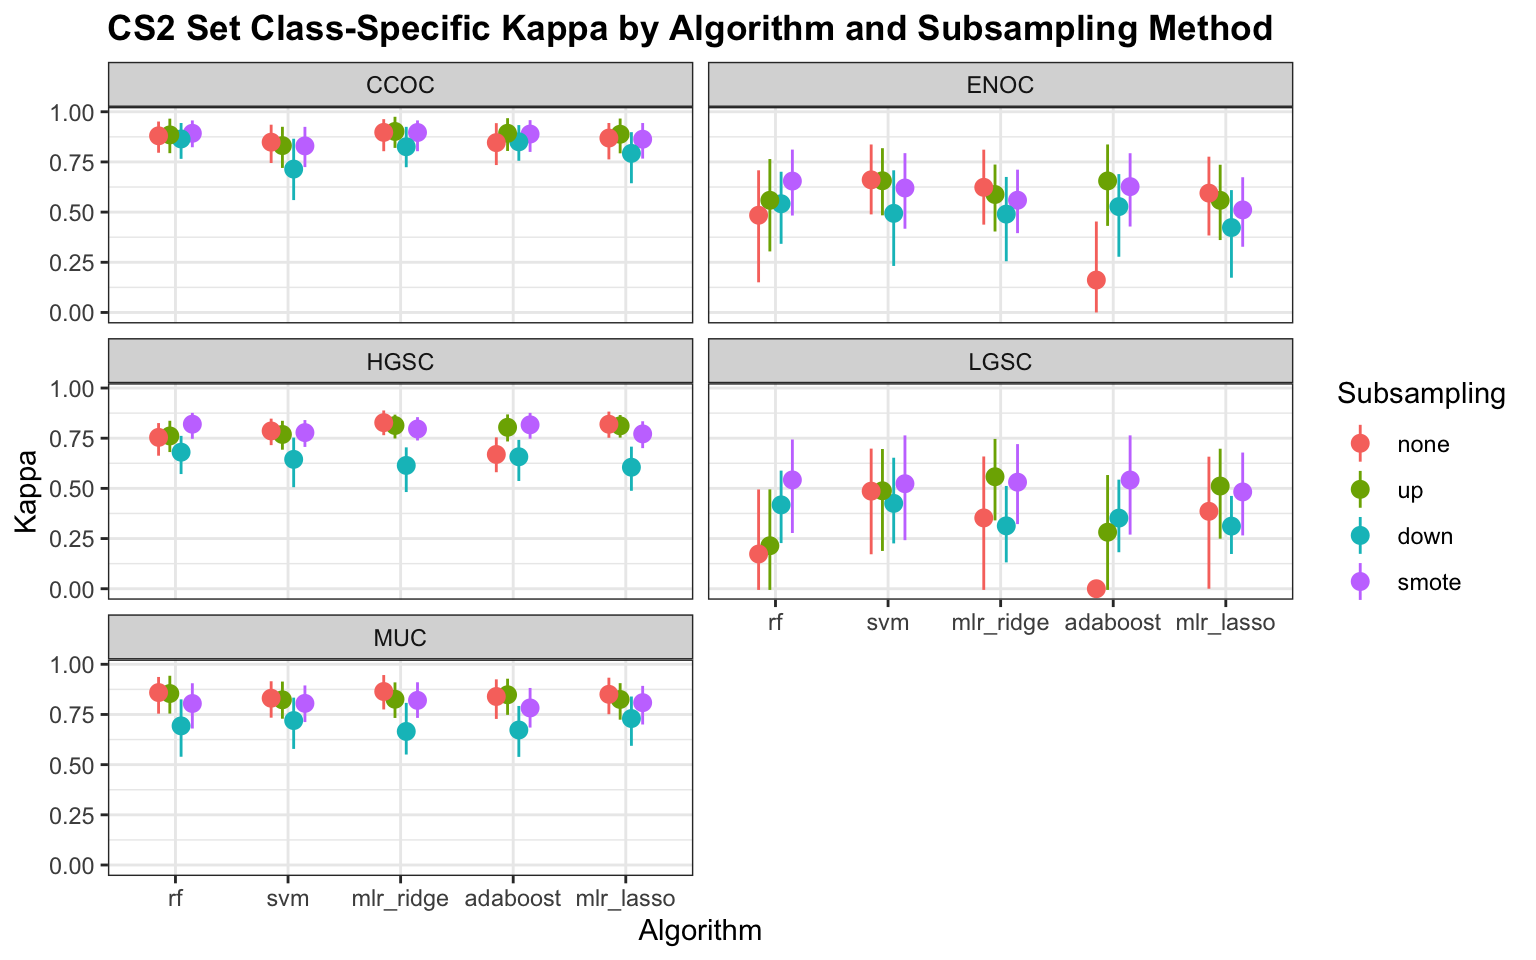 CS2 Set Class-Specific Kappa by Algorithm and Subsampling Method
CCOC
ENOC
1.00
0.75
0.50
0.25
0.00
HGSC
LGSC
1.00
0.75
0.50
0.25
0.00
rf svm mlr_ridge adaboost mlr_lasso
MUC
1.00
0.75
0.50
0.25
0.00
rf svm mlr_ridge adaboost mlr_lasso
Kappa
Algorithm
Subsampling
none
up
down
smote